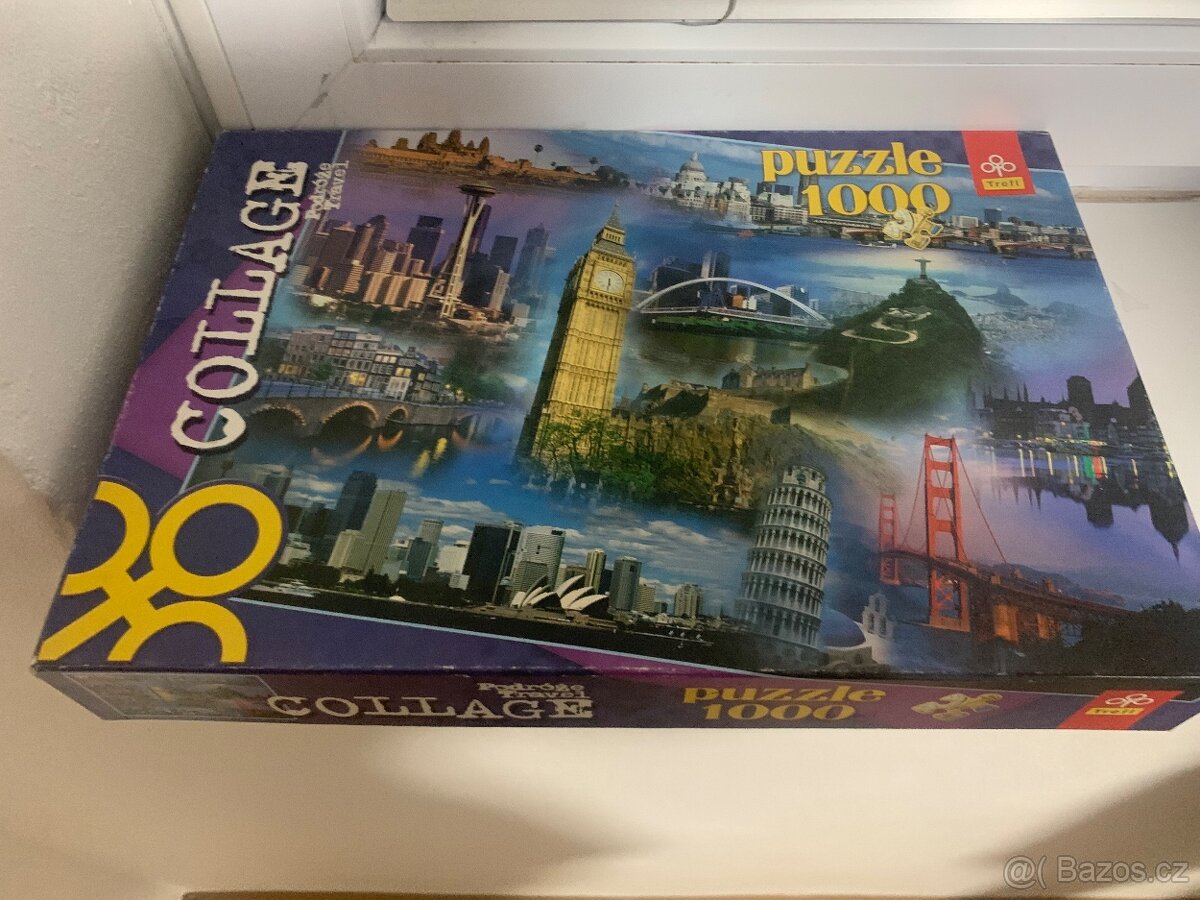 COLLAGE
Podróże
Travel
puzzle
1000
Trefl
COLLAGE
Podróże
Travel
puzzle
1000
Trefl
@( Bazos.cz